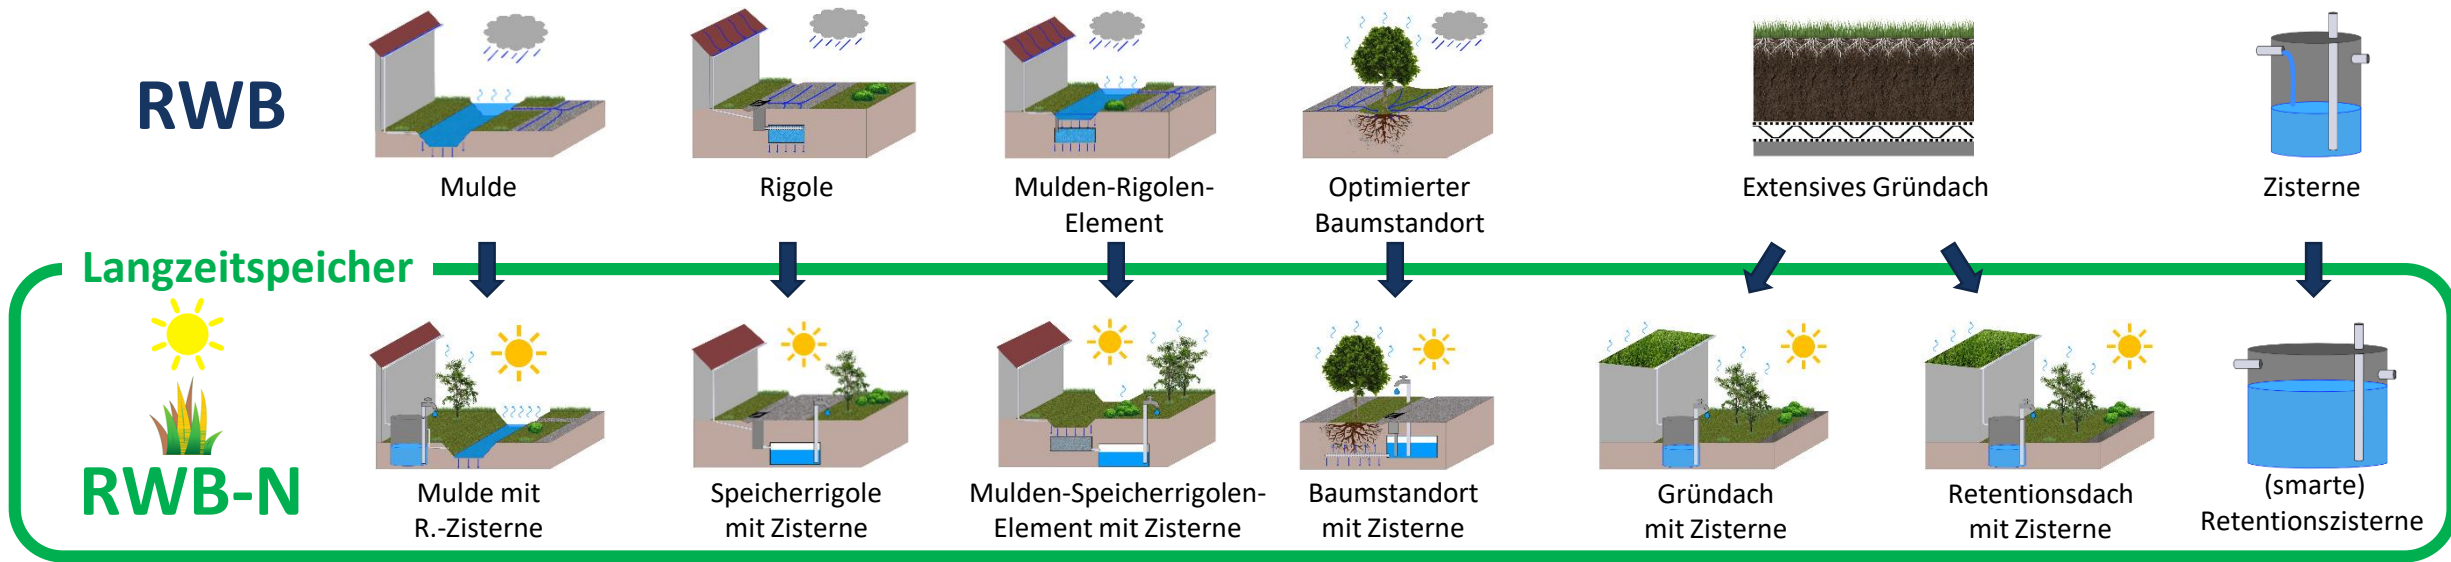 RWB
Mulde
Rigole
Mulden-Rigolen-
Element
Optimierter
Baumstandort
Extensives Gründach
Zisterne
Langzeitspeicher
RWB-N
Mulde mit
R.-Zisterne
Speicherrigole
mit Zisterne
Mulden-Speicherrigolen-
Element mit Zisterne
Baumstandort
mit Zisterne
Gründach
mit Zisterne
Retentionsdach
mit Zisterne
(smarte)
Retentionszisterne